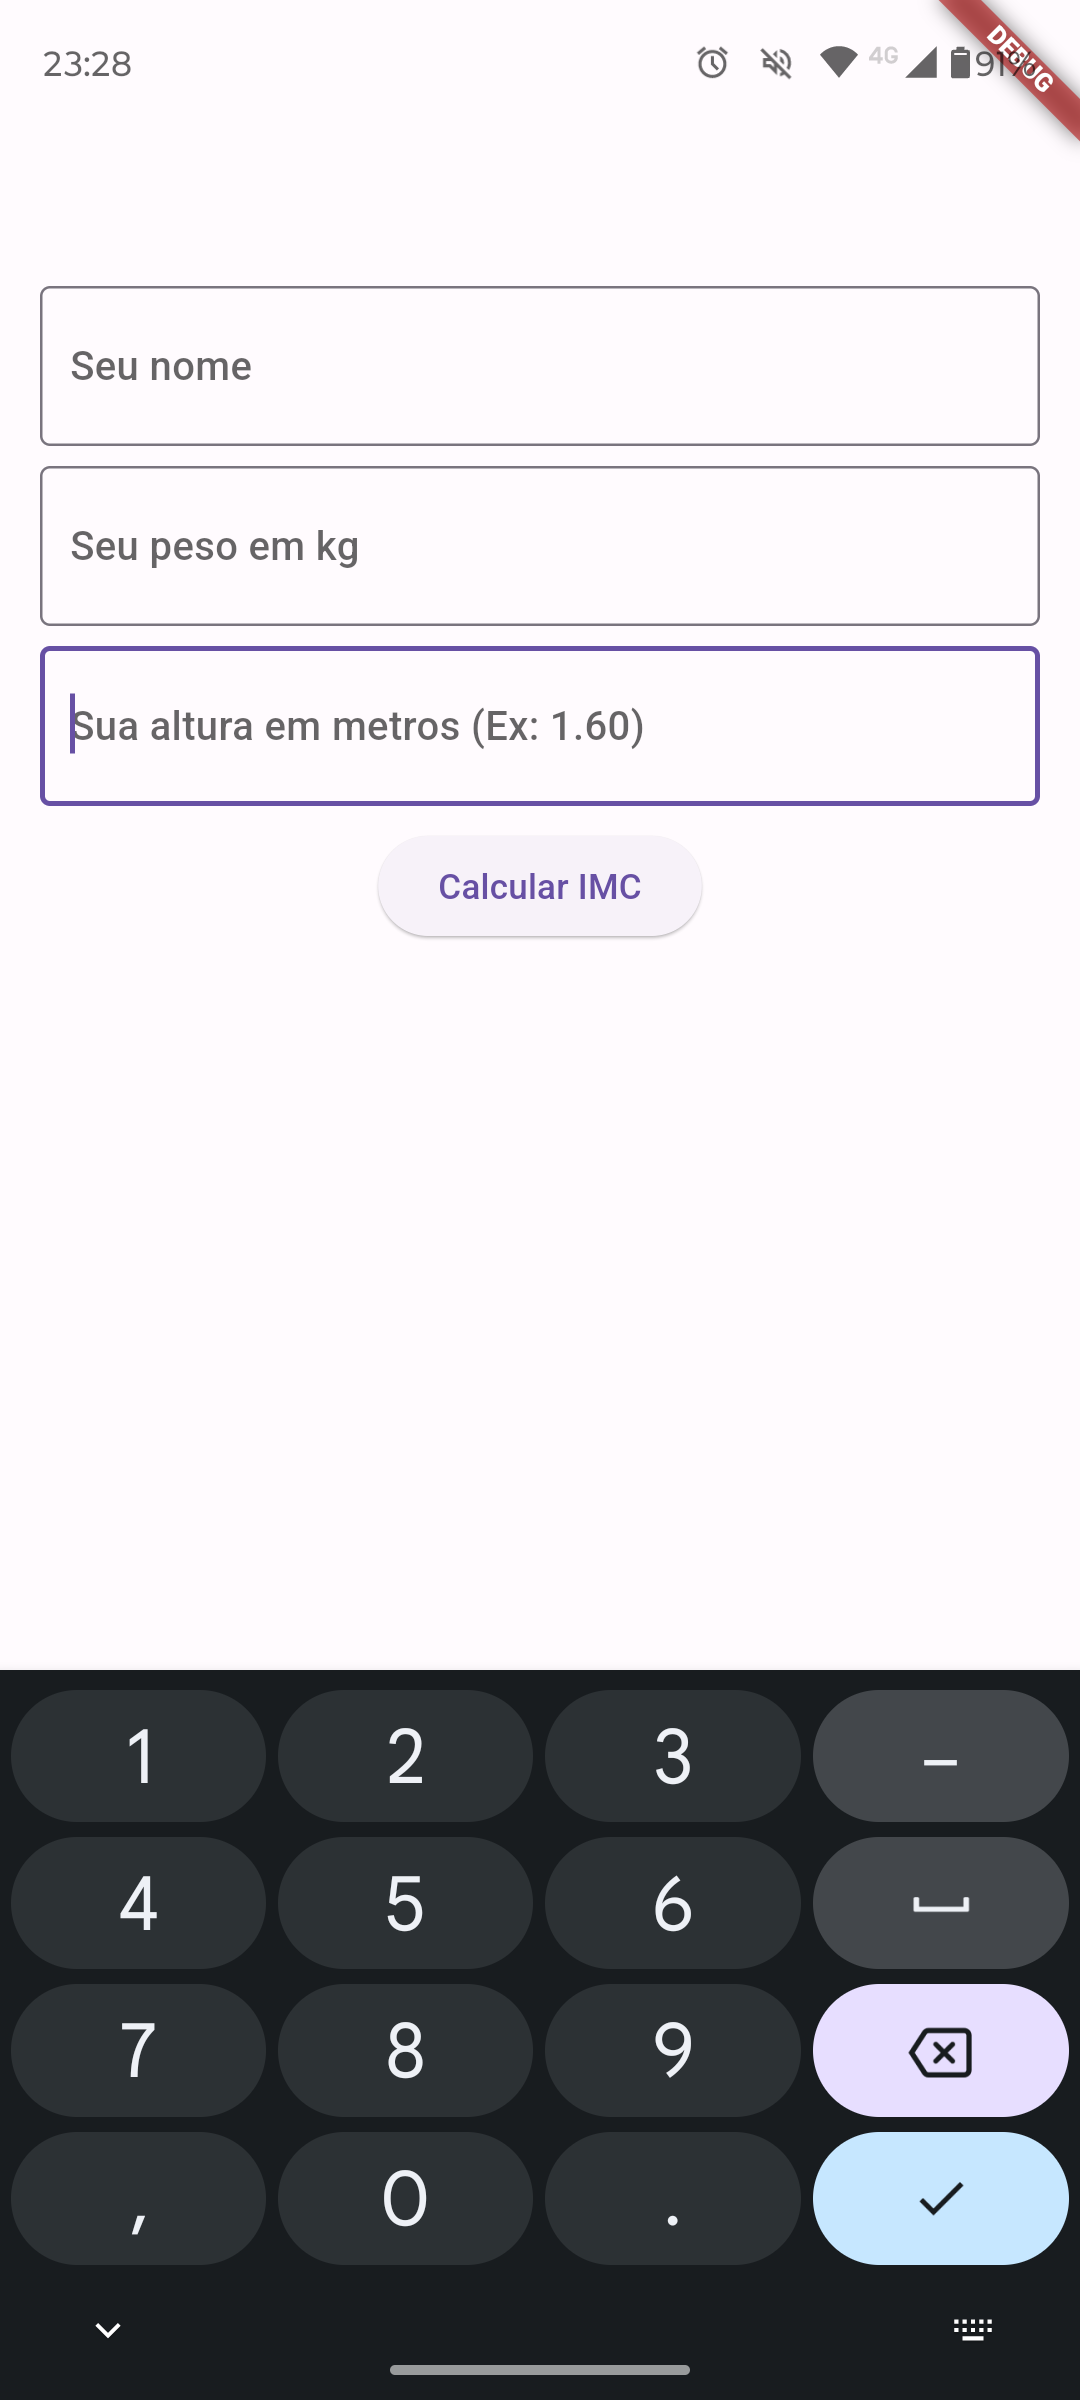 23:28
4G
91%
DEBUG
Seu nome
Seu peso em kg
Sua altura em metros (Ex: 1.60)
Calcular IMC
1 2 3 –
4 5 6
7 8 9
, 0 .